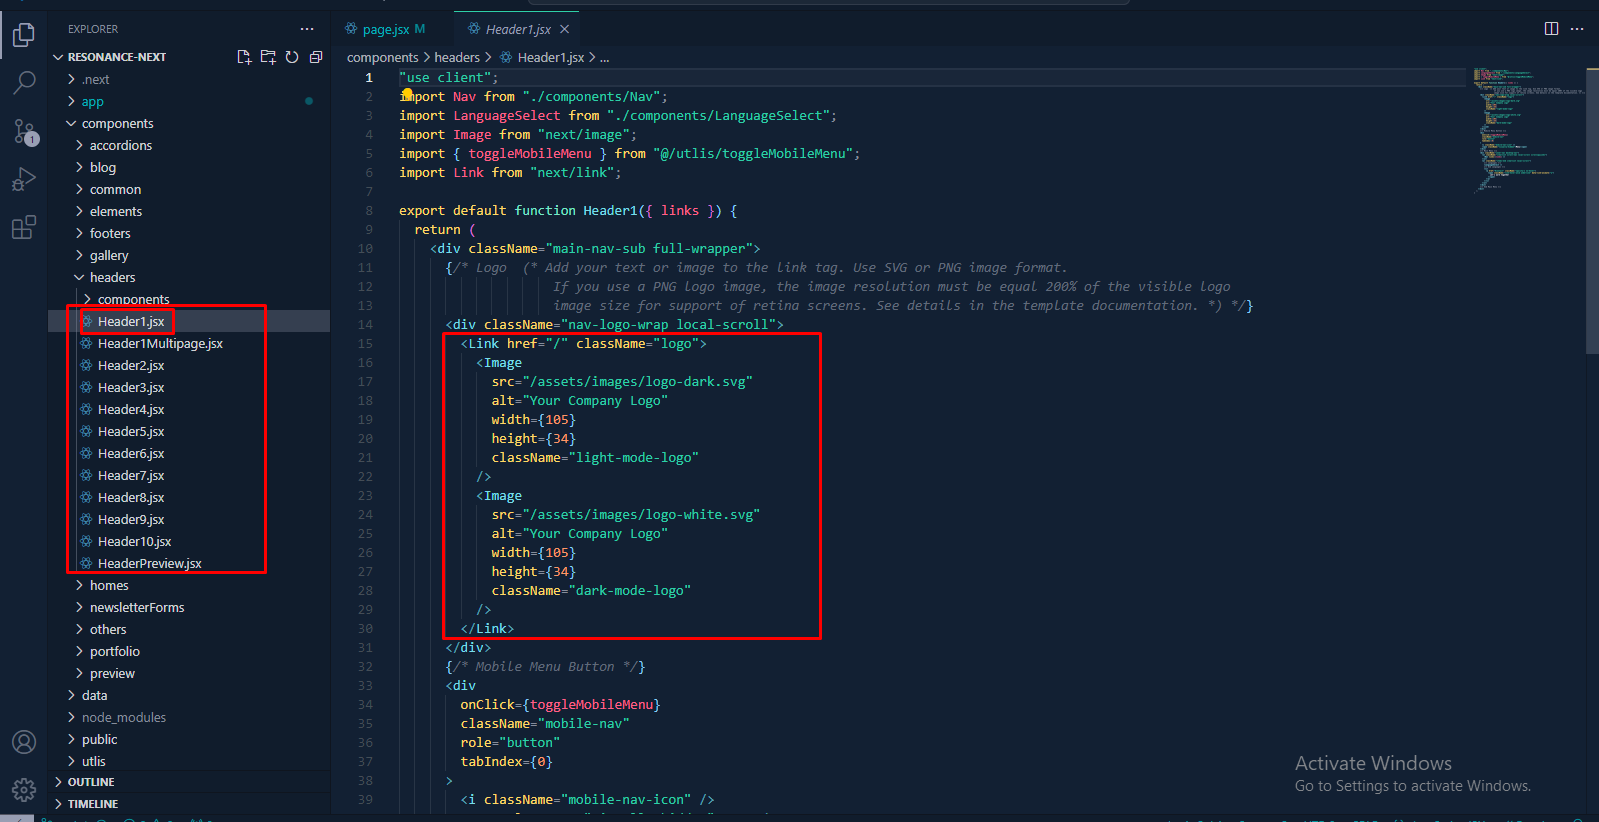 EXPLORER
RESONANCE-NEXT
.next
app
components
accordions
blog
common
elements
footers
gallery
headers
components
Header1.jsx
Header1Multipage.jsx
Header2.jsx
Header3.jsx
Header4.jsx
Header5.jsx
Header6.jsx
Header7.jsx
Header8.jsx
Header9.jsx
Header10.jsx
HeaderPreview.jsx
homes
newsletterForms
others
portfolio
preview
data
node_modules
public
utlis
OUTLINE
TIMELINE
1
page.jsx M
Header1.jsx
components > headers > Header1.jsx > ...
1 "use client";
2 import Nav from "./components/Nav";
3 import LanguageSelect from "./components/LanguageSelect";
4 import Image from "next/image";
5 import { toggleMobileMenu } from "@/utlis/toggleMobileMenu";
6 import Link from "next/link";
7
8 export default function Header1({ links }) {
9 return (
10 <div className="main-nav-sub full-wrapper">
11 {/* Logo (* Add your text or image to the link tag. Use SVG or PNG image format.
12 If you use a PNG logo image, the image resolution must be equal 200% of the visible logo
13 image size for support of retina screens. See details in the template documentation. *) */}
14 <div className="nav-logo-wrap local-scroll">
15 <Link href="/" className="logo">
16 <Image
17 src="/assets/images/logo-dark.svg"
18 alt="Your Company Logo"
19 width={105}
20 height={34}
21 className="light-mode-logo"
22 />
23 <Image
24 src="/assets/images/logo-white.svg"
25 alt="Your Company Logo"
26 width={105}
27 height={34}
28 className="dark-mode-logo"
29 />
30 </Link>
31 </div>
32 {/* Mobile Menu Button */}
33 <div
34 onClick={toggleMobileMenu}
35 className="mobile-nav"
36 role="button"
37 tabIndex={0}
38 >
39 <i className="mobile-nav-icon" />
Activate Windows
Go to Settings to activate Windows.